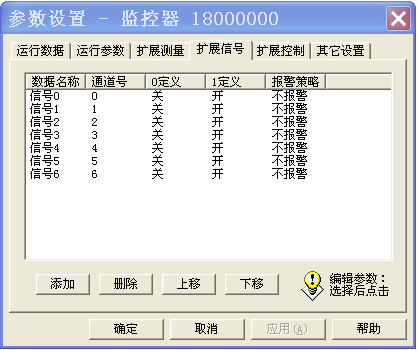 参数设置 - 监控器 18000000
运行数据 运行参数 扩展测量 扩展信号 扩展控制 其它设置
数据名称 通道号 0定义 1定义 报警策略
信号0 0 关 开 不报警
信号1 1 关 开 不报警
信号2 2 关 开 不报警
信号3 3 关 开 不报警
信号4 4 关 开 不报警
信号5 5 关 开 不报警
信号6 6 关 开 不报警
添加 删除 上移 下移 编辑参数：
选择后点击
确定 取消 应用(A) 帮助